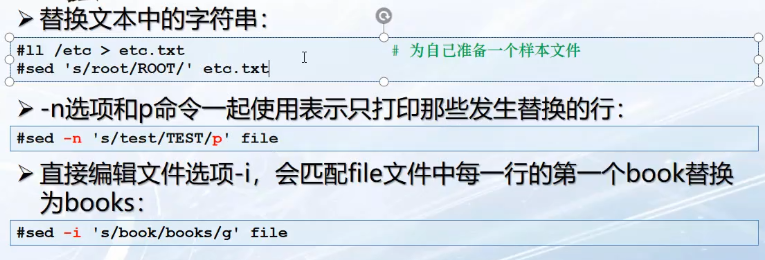 ➢ 替换文本中的字符串：
#ll /etc > etc.txt # 为自己准备一个样本文件
#sed 's/root/ROOT/' etc.txt
➢ -n选项和p命令一起使用表示只打印那些发生替换的行：
#sed -n 's/test/TEST/p' file
➢ 直接编辑文件选项-i，会匹配file文件中每一行的第一个book替换
为books：
#sed -i 's/book/books/g' file